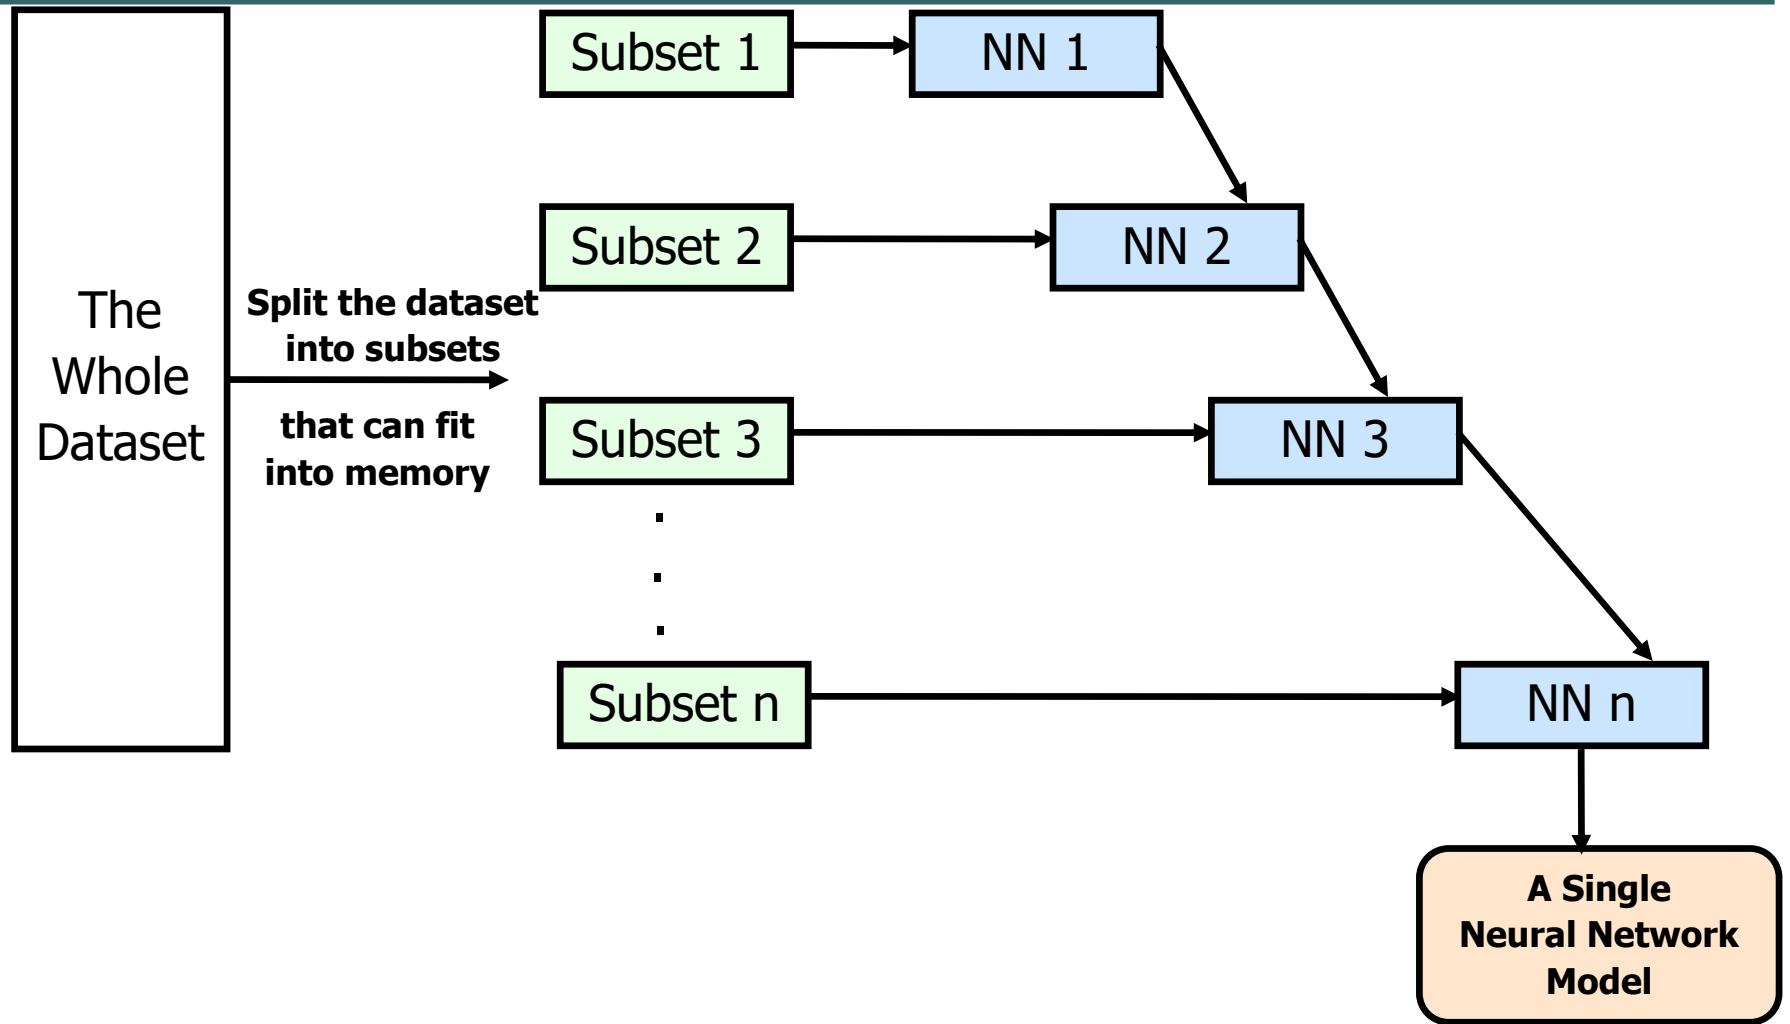 The
Whole
Dataset
Split the dataset
into subsets
that can fit
into memory
Subset 1
NN 1
Subset 2
NN 2
Subset 3
NN 3
.
.
.
Subset n
NN n
A Single
Neural Network
Model